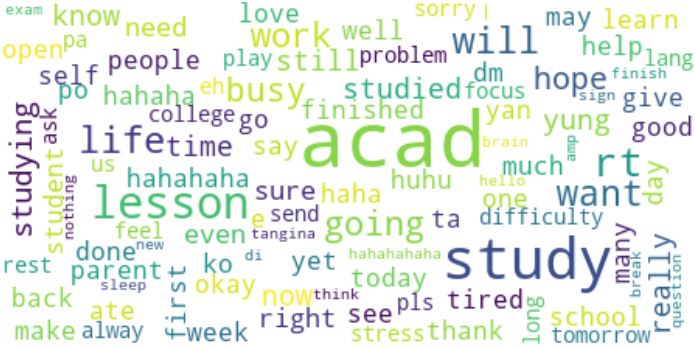 exam know need love work well sorry may learn
open pa people play still problem will help lang
self po hahaha eh busy studied dm focus hope finish sign give
studying ask college go finished yan yung good
life time say acad brain amp
student us hahahaha huhu hello much rt day
nothing lesson sure haha one want
feel even e send tangina going ta difficulty
done new ko di yet hahahahaha study many really
rest parent sleep okay today break question
back ate first now think pls tired long school
make alway week right see stress thank tomorrow